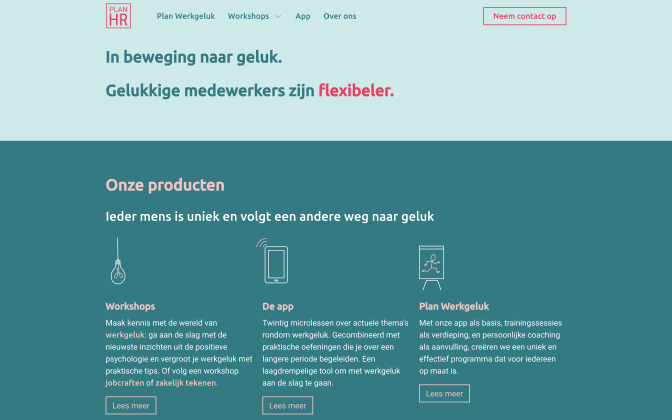 PLAN
HR
Plan Werkgeluk
Workshops
App
Over ons
Neem contact op
In beweging naar geluk.
Gelukkige medewerkers zijn flexibeler.
Onze producten
Ieder mens is uniek en volgt een andere weg naar geluk
Workshops
Maak kennis met de wereld van
werkgeluk: ga aan de slag met de
nieuwste inzichten uit de positieve
psychologie en vergroot je werkgeluk met
praktische tips. Of volg een workshop
jobcraften of zakelijk tekenen.
Lees meer
De app
Twintig microlessen over actuele thema's
rondom werkgeluk. Gecombineerd met
praktische oefeningen die je over een
langere periode begeleiden. Een
laagdrempelige tool om met werkgeluk
aan de slag te gaan.
Lees meer
Plan Werkgeluk
Met onze app als basis, trainingssessies
als verdieping, en persoonlijke coaching
als aanvulling, creëren we een uniek en
effectief programma dat voor iedereen
op maat is.
Lees meer